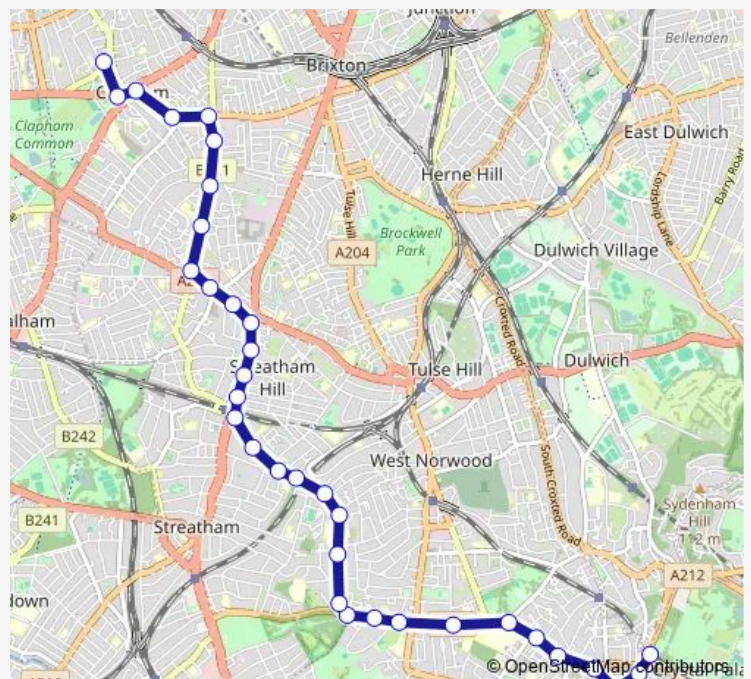 Junction
Bellenden
Brixton
Clapham
Common
East Dulwich
Barry Road
Herne Hill
Lordship Lane
Tulse Hill
Brockwell
Park
A204
Dulwich Village
Croxted Road
Streatham
Hill
Tulse Hill
Dulwich
B242
West Norwood
South Croxted Road
B241
Streatham
Sydenham
Hill
112 m
A212
© OpenStreetMap contributors